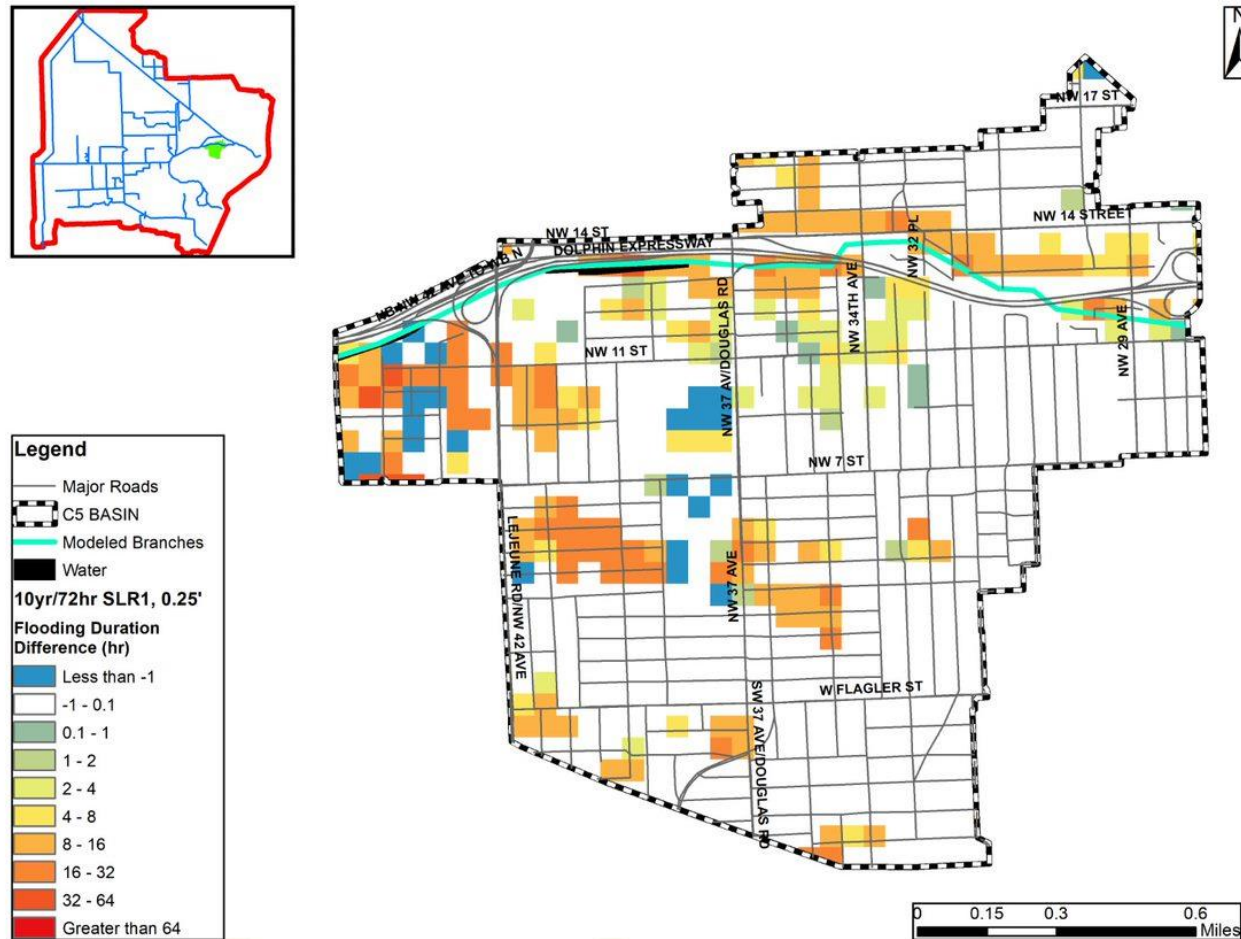 N
NW 17 ST
NW 14 STREET
NW 14 ST
DOLPHIN EXPRESSWAY
NW 32 PL
NW 34TH AVE
NW 37 AV/DOUGLAS RD
NW 29 AVE
NW 11 ST
NW 7 ST
LEJEUNE RD/NW 42 AVE
NW 37 AVE
W FLAGLER ST
SW 37 AVE/DOUGLAS RD
Legend
Major Roads
C5 BASIN
Modeled Branches
Water
10yr/72hr SLR1, 0.25'
Flooding Duration
Difference (hr)
Less than -1
-1 - 0.1
0.1 - 1
1 - 2
2 - 4
4 - 8
8 - 16
16 - 32
32 - 64
Greater than 64
0 0.15 0.3 0.6
Miles